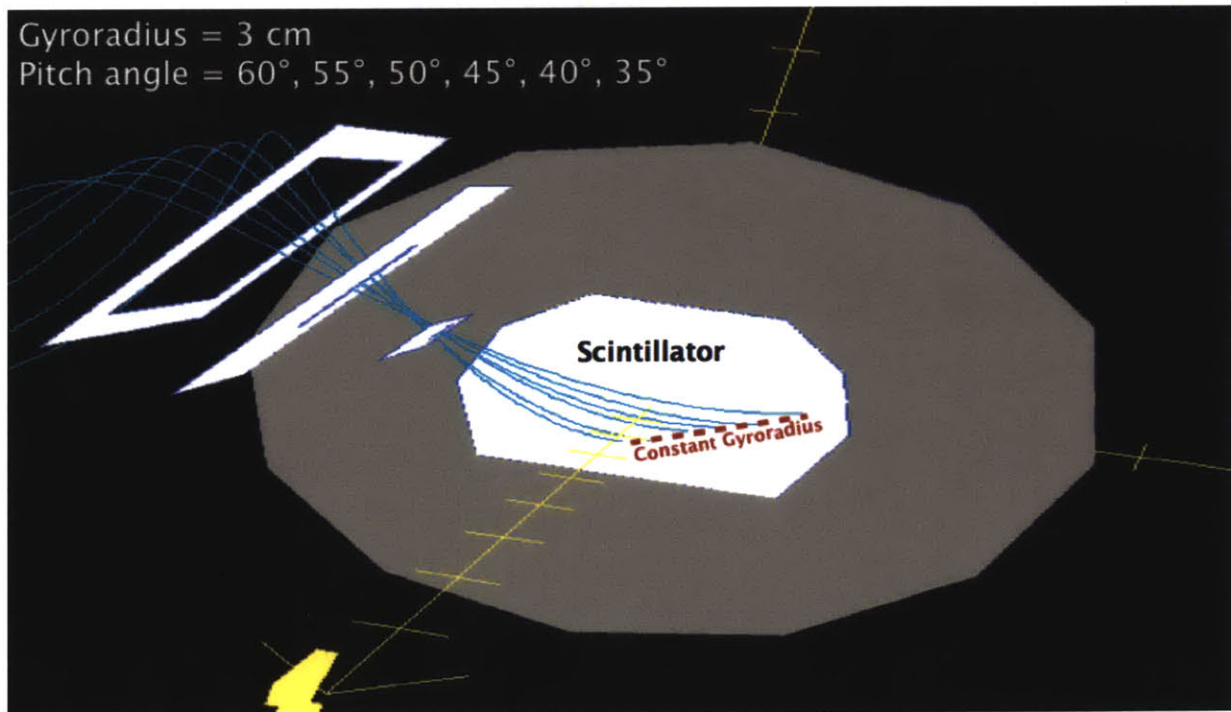 Gyroradius = 3 cm
Pitch angle = 60°, 55°, 50°, 45°, 40°, 35°
Scintillator
Constant Gyroradius